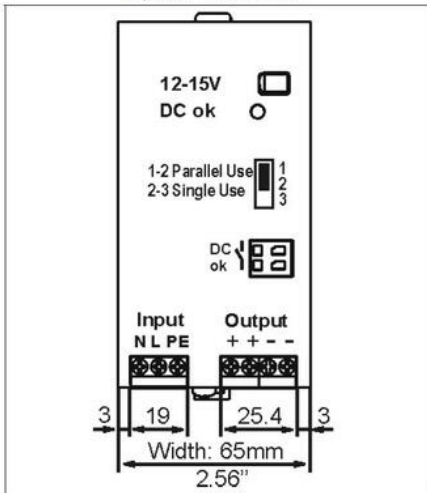 12-15V
DC ok
1-2 Parallel Use
2-3 Single Use
1
2
3
DC
ok
Input
Output
N L PE
+ + - -
3
19
25.4
3
Width: 65mm
2.56"